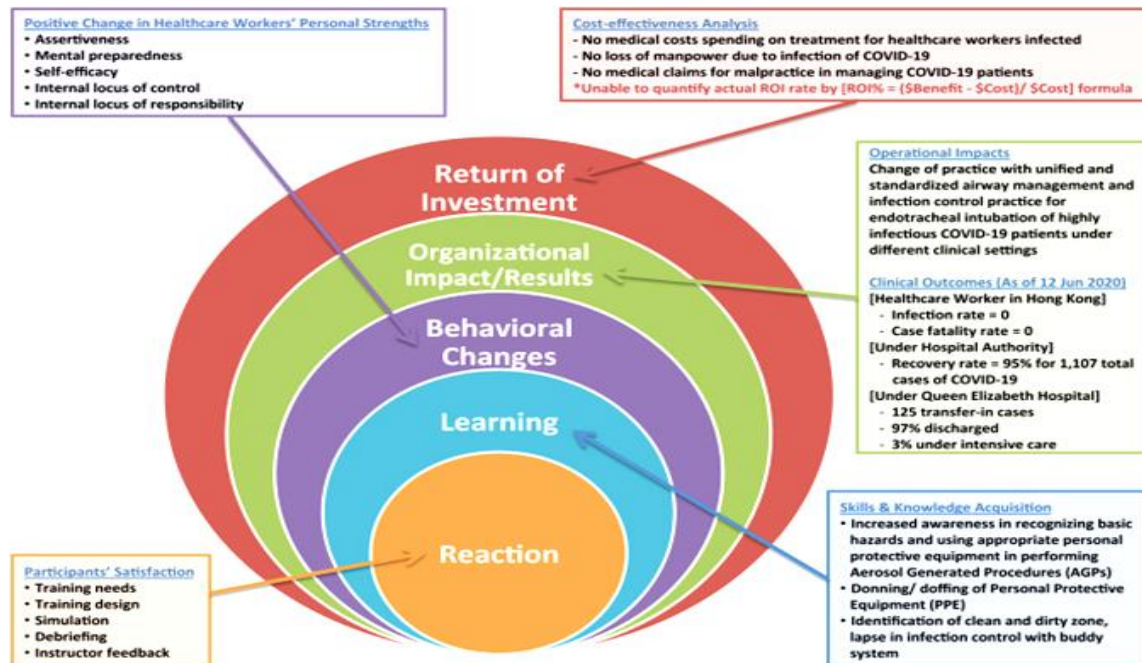 Positive Change in Healthcare Workers' Personal Strengths
• Assertiveness
• Mental preparedness
• Self-efficacy
• Internal locus of control
• Internal locus of responsibility
Cost-effectiveness Analysis
- No medical costs spending on treatment for healthcare workers infected
- No loss of manpower due to infection of COVID-19
- No medical claims for malpractice in managing COVID-19 patients
*Unable to quantify actual ROI rate by [ROI% = ($Benefit - $Cost)/ $Cost] formula
Return of
Investment
Organizational
Impact/Results
Behavioral
Changes
Learning
Reaction
Operational Impacts
Change of practice with unified and
standardized airway management and
infection control practice for
endotracheal intubation of highly
infectious COVID-19 patients under
different clinical settings
Clinical Outcomes (As of 12 Jun 2020)
[Healthcare Worker in Hong Kong]
- Infection rate = 0
- Case fatality rate = 0
[Under Hospital Authority]
- Recovery rate = 95% for 1,107 total
cases of COVID-19
[Under Queen Elizabeth Hospital]
- 125 transfer-in cases
- 97% discharged
- 3% under intensive care
Skills & Knowledge Acquisition
• Increased awareness in recognizing basic
hazards and using appropriate personal
protective equipment in performing
Aerosol Generated Procedures (AGPs)
• Donning/ doffing of Personal Protective
Equipment (PPE)
• Identification of clean and dirty zone,
lapse in infection control with buddy
system
Participants' Satisfaction
• Training needs
• Training design
• Simulation
• Debriefing
• Instructor feedback